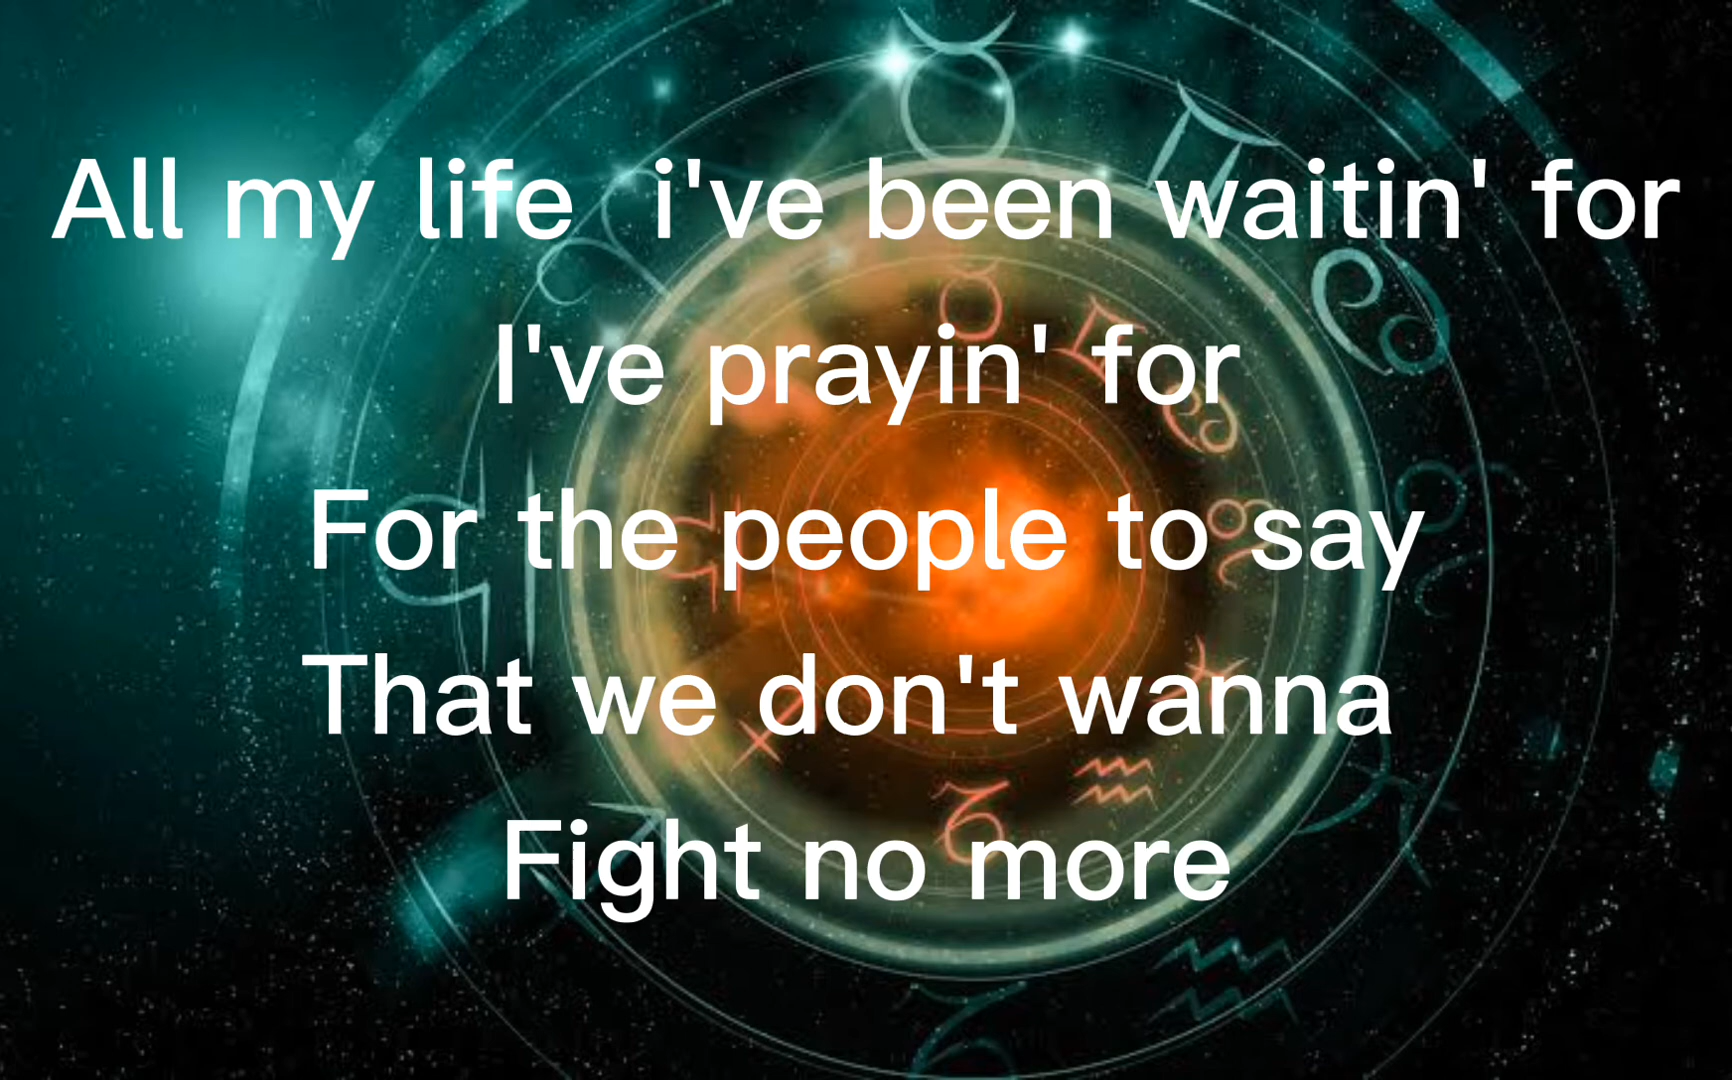 All my life i've been waitin' for
I've prayin' for
For the people to say
That we don't wanna
Fight no more